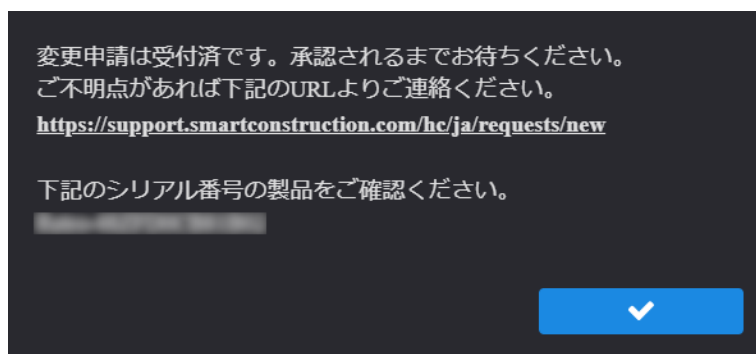 変更申請は受付済です。承認されるまでお待ちください。
ご不明点があれば下記のURLよりご連絡ください。
https://support.smartconstruction.com/hc/ja/requests/new
下記のシリアル番号の製品をご確認ください。